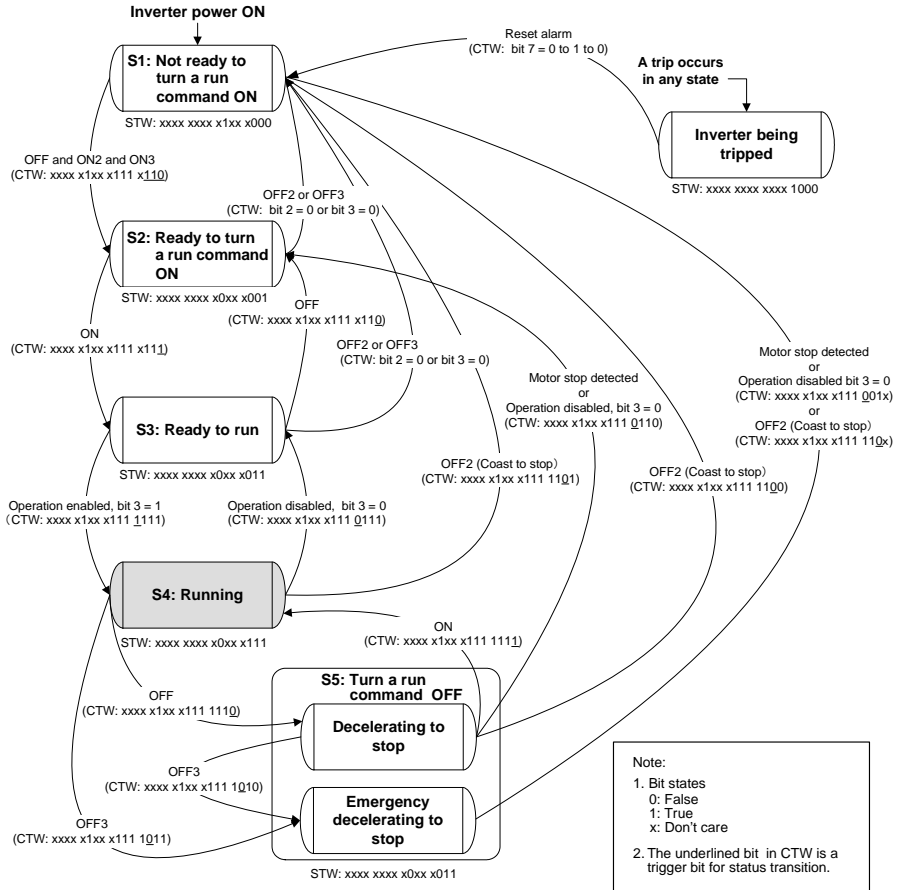 Inverter power ON
S1: Not ready to
turn a run
command ON
STW: xxxx xxxx x1xx x000
Reset alarm
(CTW: bit 7 = 0 to 1 to 0)
A trip occurs
in any state
Inverter being
tripped
STW: xxxx xxxx xxxx 1000
OFF and ON2 and ON3
(CTW: xxxx x1xx x111 x110)
OFF2 or OFF3
(CTW: bit 2 = 0 or bit 3 = 0)
S2: Ready to turn
a run command
ON
STW: xxxx xxxx x0xx x001
OFF
(CTW: xxxx x1xx x111 x110)
ON
(CTW: xxxx x1xx x111 x111)
OFF2 or OFF3
(CTW: bit 2 = 0 or bit 3 = 0)
Motor stop detected
or
Operation disabled, bit 3 = 0
(CTW: xxxx x1xx x111 0110)
Motor stop detected
or
Operation disabled bit 3 = 0
(CTW: xxxx x1xx x111 001x)
or
OFF2 (Coast to stop)
(CTW: xxxx x1xx x111 110x)
S3: Ready to run
STW: xxxx xxxx x0xx x011
OFF2 (Coast to stop)
(CTW: xxxx x1xx x111 1101)
OFF2 (Coast to stop)
(CTW: xxxx x1xx x111 1100)
Operation enabled, bit 3 = 1
(CTW: xxxx x1xx x111 1111)
Operation disabled, bit 3 = 0
(CTW: xxxx x1xx x111 0111)
S4: Running
STW: xxxx xxxx x0xx x111
ON
(CTW: xxxx x1xx x111 1111)
S5: Turn a run
command OFF
OFF
(CTW: xxxx x1xx x111 1110)
Decelerating to
stop
OFF3
(CTW: xxxx x1xx x111 1010)
Emergency
decelerating to
stop
OFF3
(CTW: xxxx x1xx x111 1011)
STW: xxxx xxxx x0xx x011
Note:
1. Bit states
0: False
1: True
x: Don't care
2. The underlined bit in CTW is a
trigger bit for status transition.